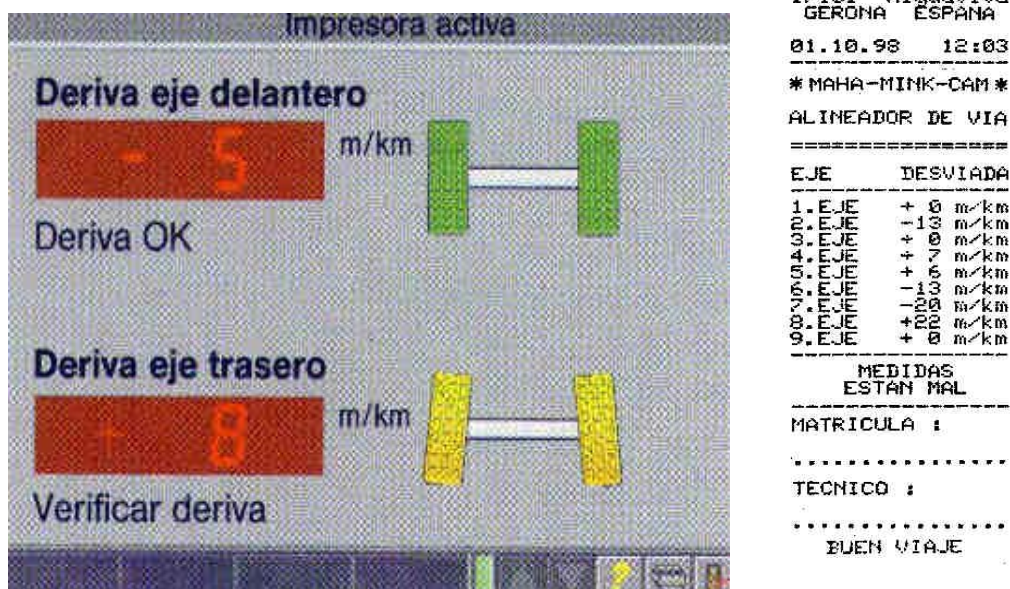 Impresora activa
Deriva eje delantero
- 5 m/km
Deriva OK
Deriva eje trasero
+ 8 m/km
Verificar deriva
GERONA ESPAÑA
01.10.98 12:03
* MAHA-MINK-CAM *
ALINEADOR DE VIA
================
EJE DESVIADA
1.EJE + 0 m/km
2.EJE -13 m/km
3.EJE + 0 m/km
4.EJE + 7 m/km
5.EJE + 6 m/km
6.EJE -13 m/km
7.EJE -20 m/km
8.EJE +22 m/km
9.EJE + 0 m/km
MEDIDAS
ESTAN MAL
MATRICULA :
TECNICO :
BUEN VIAJE